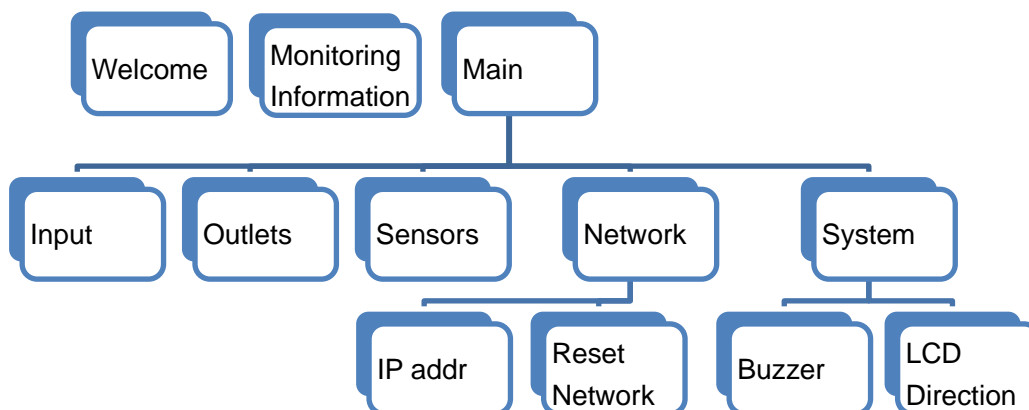 Welcome
Monitoring
Information
Main
Input
Outlets
Sensors
Network
System
IP addr
Reset
Network
Buzzer
LCD
Direction